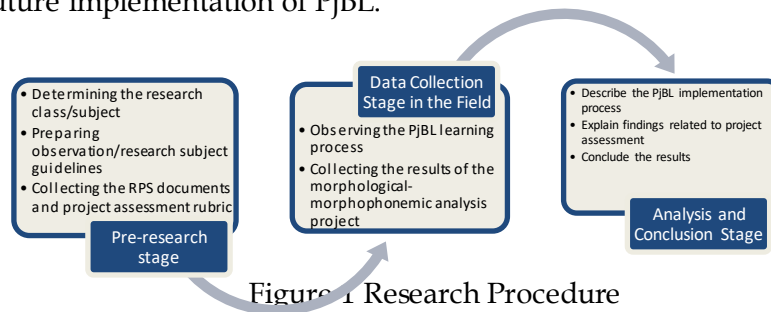 uture implementation of PjBL.
• Determining the research
class/subject
• Preparing
observation/research subject
guidelines
• Collecting the RPS documents
and project assessment rubric
Pre-research
stage
Data Collection
Stage in the Field
• Observing the PjBL learning
process
• Collecting the results of the
morphological-
morphophonemic analysis
project
• Describe the PjBL implementation
process
• Explain findings related to project
assessment
• Conclude the results
Analysis and
Conclusion Stage
Figure 1 Research Procedure